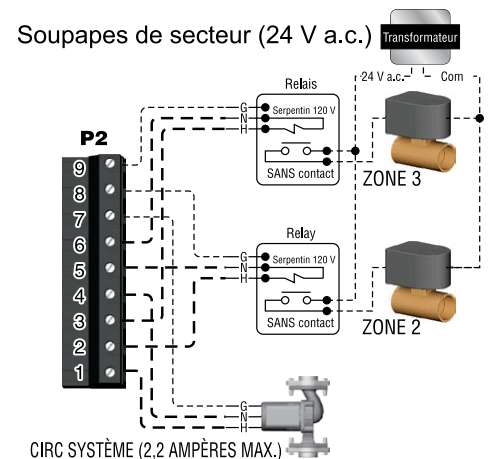 Soupapes de secteur (24 V a.c.)
Transformateur
24 V a.c.
Com
Relais
G
N
H
Serpentin 120 V
SANS contact
ZONE 3
P2
9
8
7
6
5
4
3
2
1
Relay
G
N
H
Serpentin 120 V
SANS contact
ZONE 2
G
N
H
CIRC SYSTÈME (2,2 AMPÈRES MAX.)